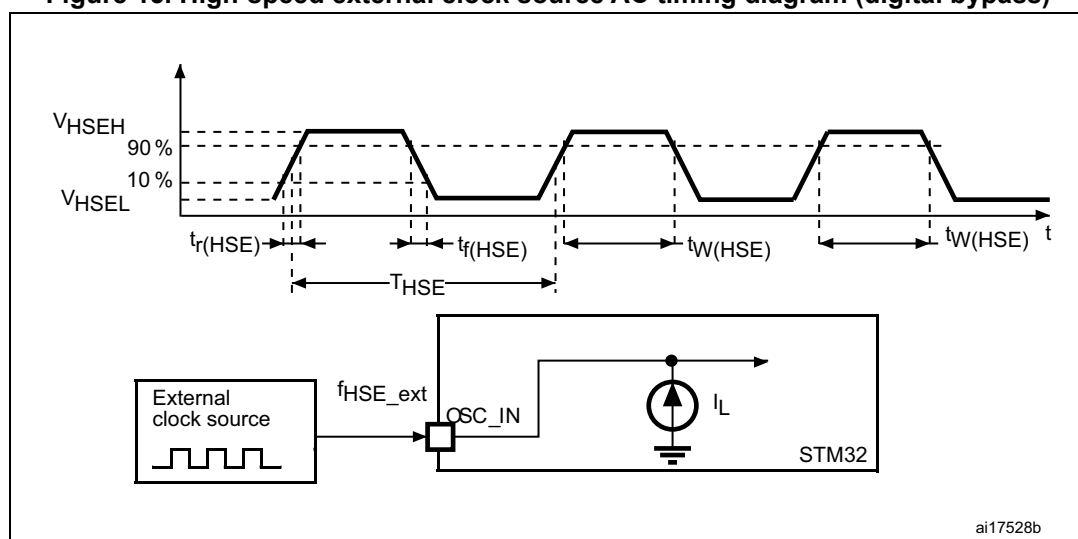 Figure 15. High-speed external clock source AC timing diagram (digital bypass)
VHSEH
90 %
10 %
VHSEL
tr(HSE)
tf(HSE)
tW(HSE)
tW(HSE)
t
THSE
External
clock source
fHSE_ext
OSC_IN
IL
STM32
ai17528b